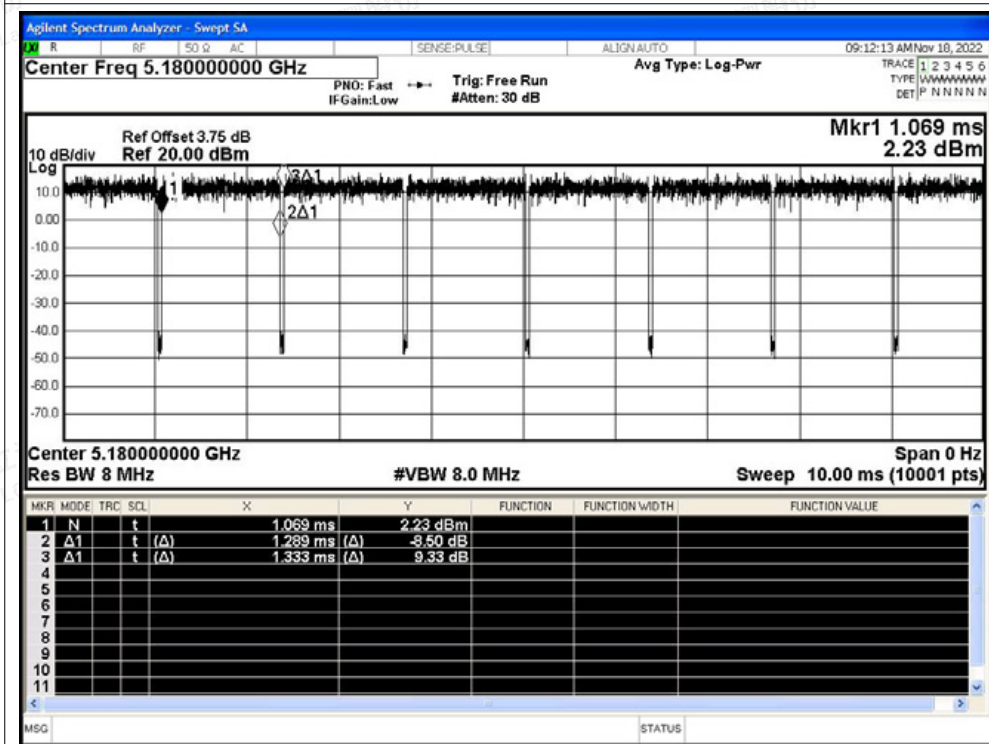 Agilent Spectrum Analyzer - Swept SA
LXI R RF 50 Ω AC SENSE:PULSE ALIGN AUTO 09:12:13 AM Nov 18, 2022
Center Freq 5.180000000 GHz Avg Type: Log-Pwr TRACE 1 2 3 4 5 6
PNO: Fast Trig: Free Run TYPE WWWWWW
IFGain:Low #Atten: 30 dB DET P N N N N N
Mkr1 1.069 ms
Ref Offset 3.75 dB
10 dB/div Ref 20.00 dBm 2.23 dBm
Log
10.0
0.00
-10.0
-20.0
-30.0
-40.0
-50.0
-60.0
-70.0
1
3Δ1
2Δ1
Center 5.180000000 GHz Span 0 Hz
Res BW 8 MHz #VBW 8.0 MHz Sweep 10.00 ms (10001 pts)
MKR MODE TRC SCL X Y FUNCTION FUNCTION WIDTH FUNCTION VALUE
1 N t 1.069 ms 2.23 dBm
2 Δ1 t (Δ) 1.289 ms (Δ) -8.50 dB
3 Δ1 t (Δ) 1.333 ms (Δ) 9.33 dB
4
5
6
7
8
9
10
11
MSG STATUS